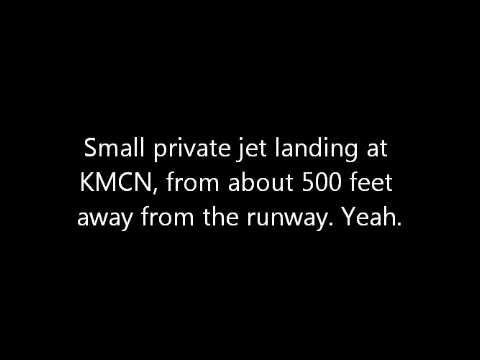 Small private jet landing at
KMCN, from about 500 feet
away from the runway. Yeah.